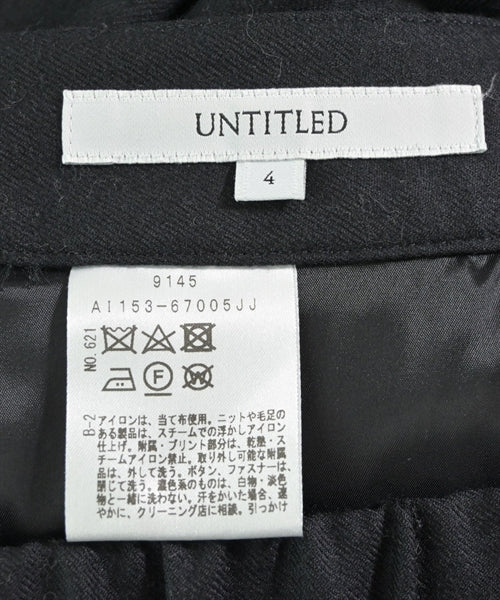 UNTITLED
4
9145
AI153-67005JJ
NO.621
F
W
B-2
アイロンは、当て布使用。ニットや毛足の
ある製品は、スチームでの浮かしアイロン
仕上げ。附属・プリント部分は、乾塾・ス
チームアイロン禁止。取り外し可能な附属
品は、外して洗う。ボタン、ファスナーは、
閉じて洗う。濃色系のものは、白物・淡色
物と一緒に洗わない。汗をかいた場合、速
やかに、クリーニング店に相談。引っかけ